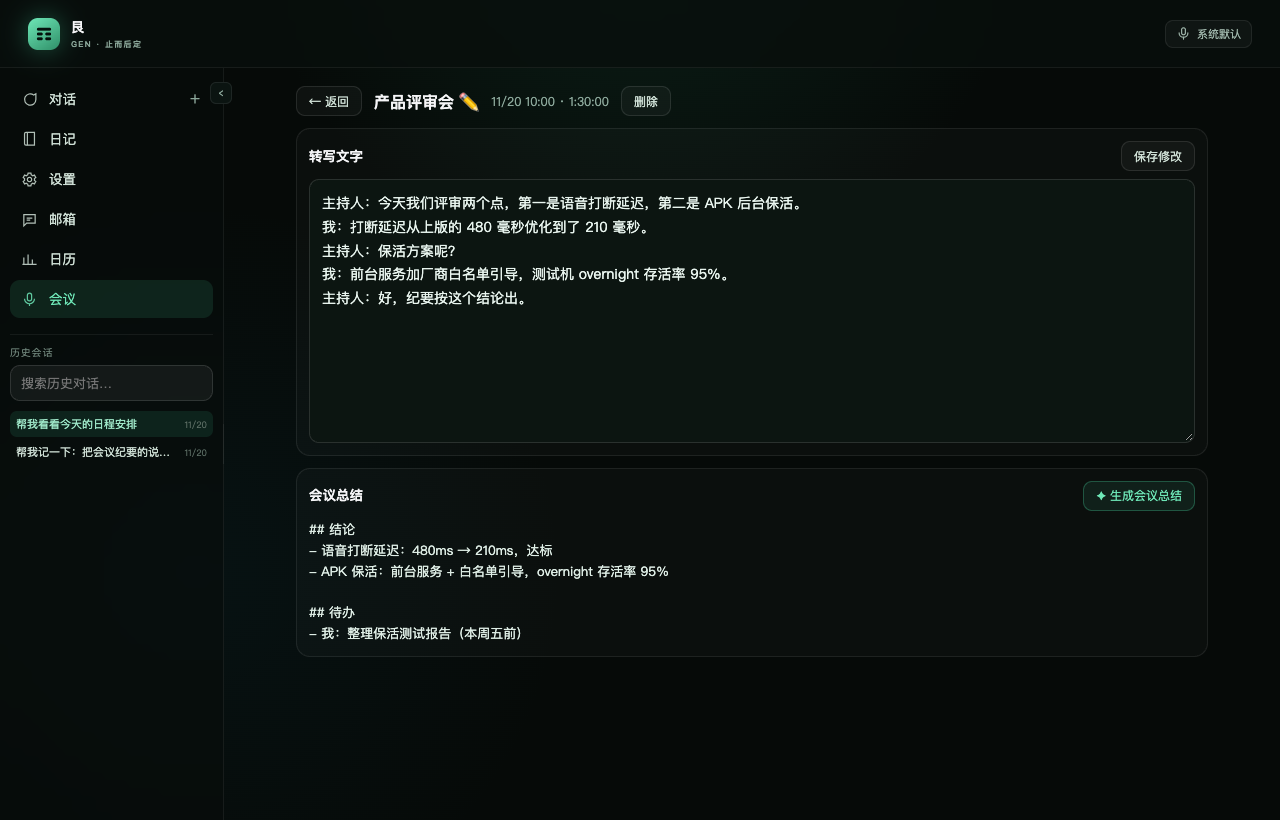 艮
GEN · 止而后定
系统默认
对话
+
日记
设置
邮箱
日历
会议
历史会话
搜索历史对话...
帮我看看今天的日程安排 11/20
帮我记一下：把会议纪要的说... 11/20
← 返回 产品评审会 ✏️ 11/20 10:00 · 1:30:00 删除
转写文字 保存修改
主持人：今天我们评审两个点，第一是语音打断延迟，第二是 APK 后台保活。
我：打断延迟从上版的 480 毫秒优化到了 210 毫秒。
主持人：保活方案呢？
我：前台服务加厂商白名单引导，测试机 overnight 存活率 95%。
主持人：好，纪要按这个结论出。
会议总结 ✦ 生成会议总结
## 结论
- 语音打断延迟：480ms → 210ms，达标
- APK 保活：前台服务 + 白名单引导，overnight 存活率 95%
## 待办
- 我：整理保活测试报告（本周五前）